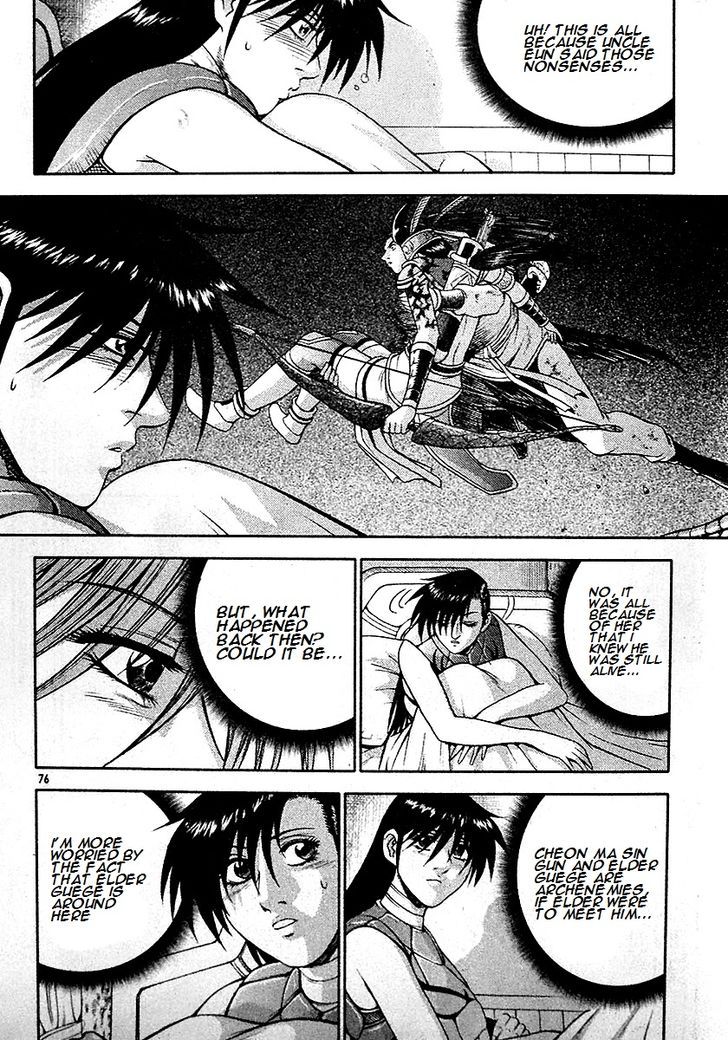 UH! THIS IS ALL
BECAUSE UNCLE
EUN SAID THOSE
NONSENSES...
BUT, WHAT
HAPPENED
BACK THEN?
COULD IT BE...
NO, IT
WAS ALL
BECAUSE
OF HER
THAT I
KNEW HE
WAS STILL
ALIVE...
76
I'M MORE
WORRIED BY
THE FACT
THAT ELDER
GUEGE IS
AROUND
HERE
CHEON MA SIN
GUN AND ELDER
GUEGE ARE
ARCHENEMIES,
IF ELDER WERE
TO MEET HIM...